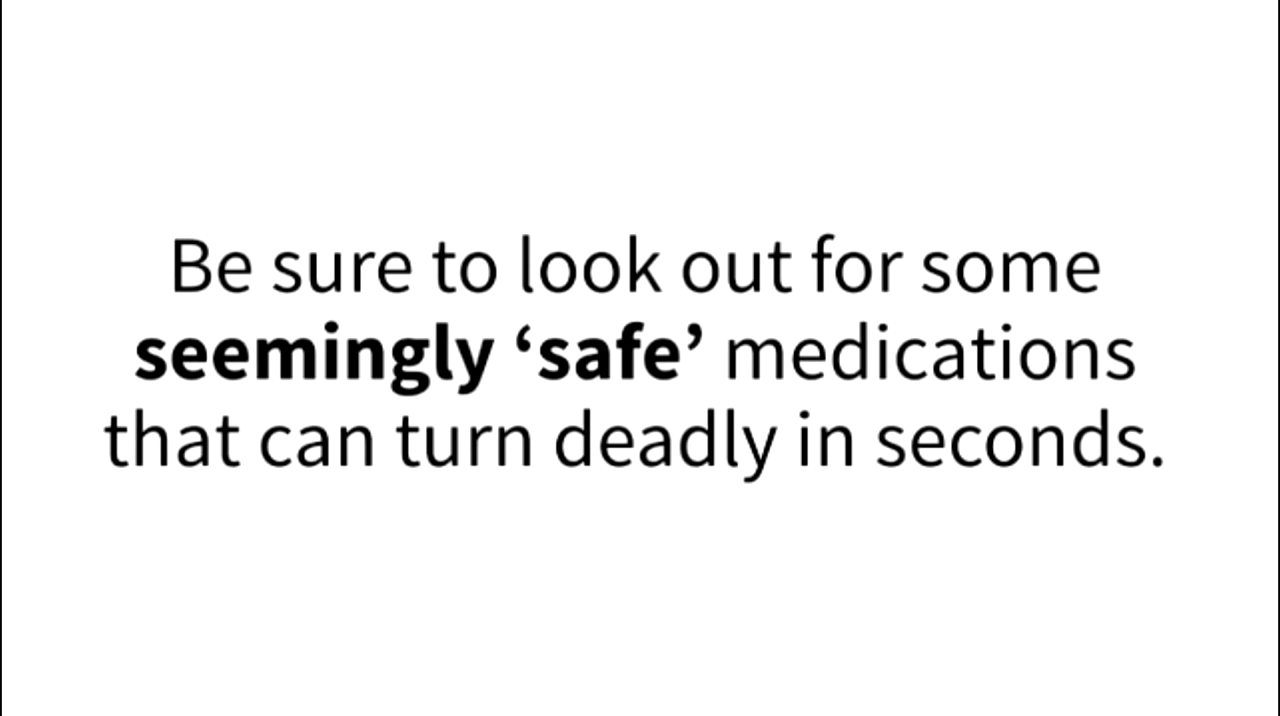 Be sure to look out for some
seemingly ‘safe’ medications
that can turn deadly in seconds.